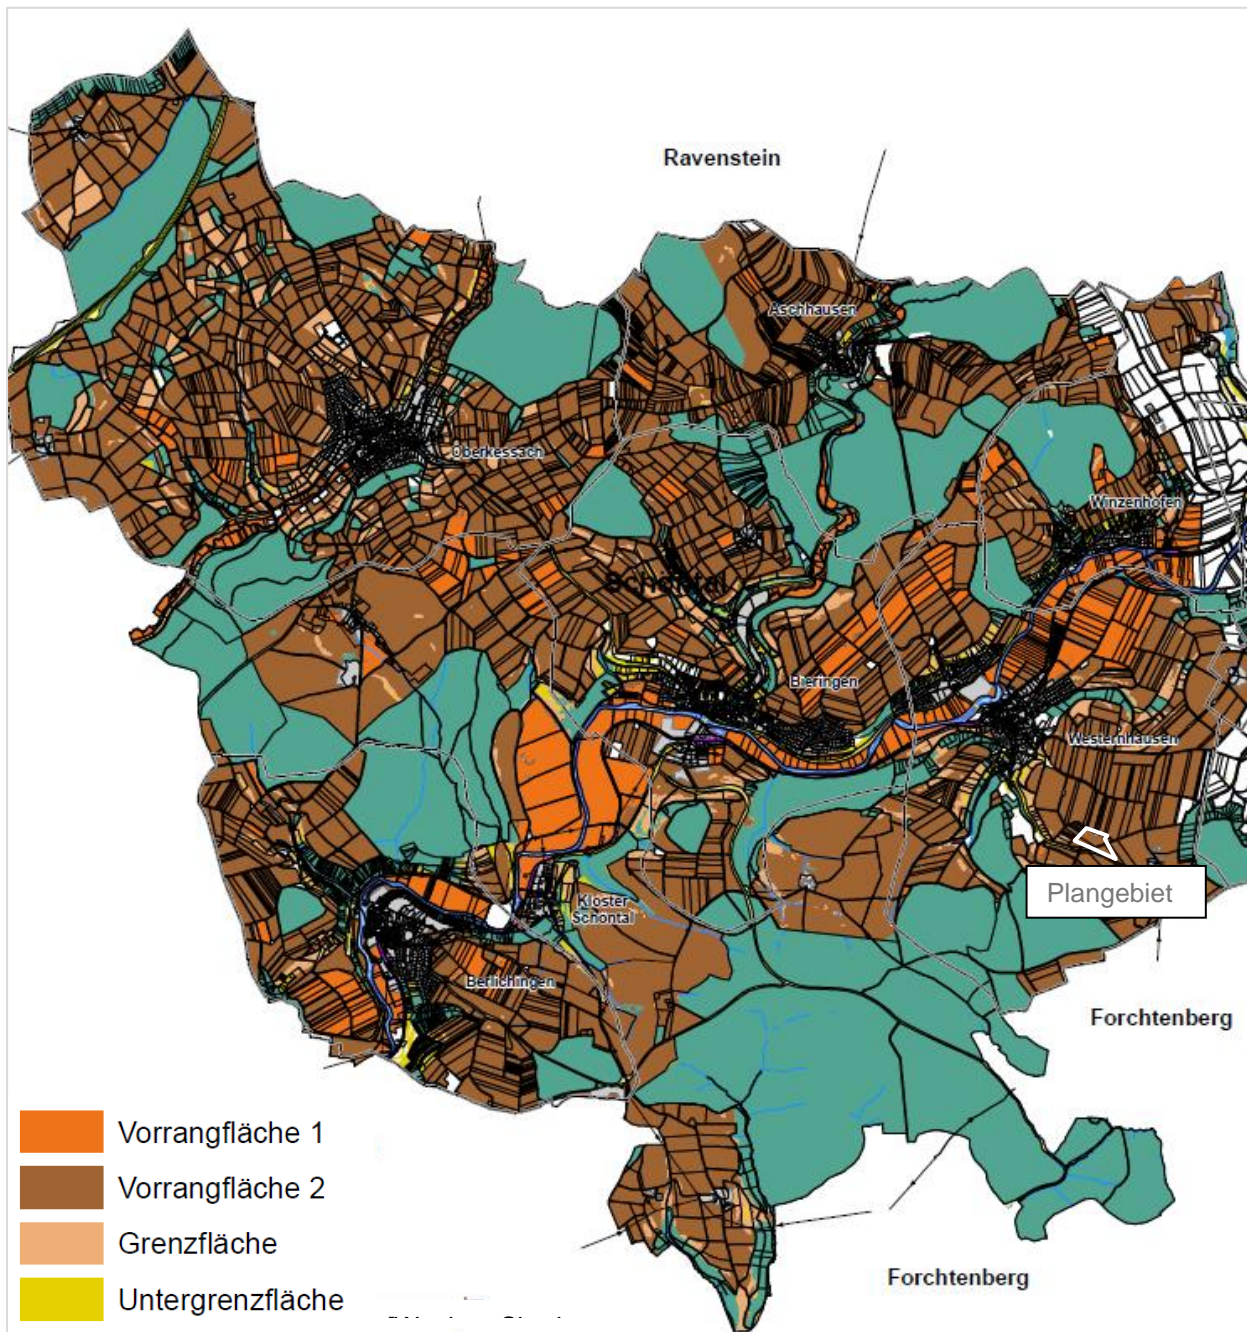 Ravenstein
Aschhausen
Oberkessach
Winzenhofen
Schöntal
Bieringen
Westernhausen
Plangebiet
Kloster
Schöntal
Berlichingen
Forchtenberg
Forchtenberg
Vorrangfläche 1
Vorrangfläche 2
Grenzfläche
Untergrenzfläche